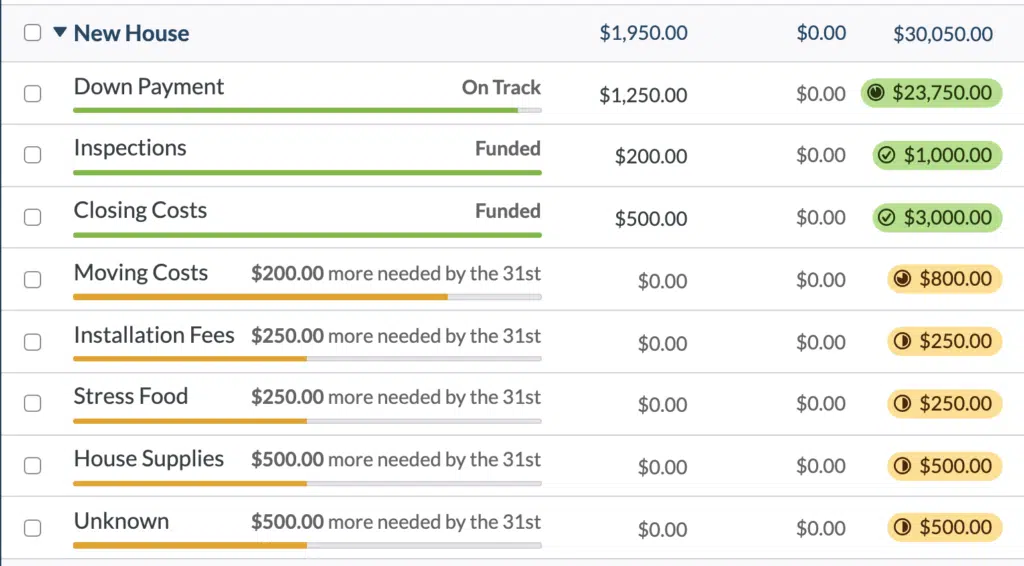 New House $1,950.00 $0.00 $30,050.00
Down Payment On Track $1,250.00 $0.00 $23,750.00
Inspections Funded $200.00 $0.00 $1,000.00
Closing Costs Funded $500.00 $0.00 $3,000.00
Moving Costs $200.00 more needed by the 31st $0.00 $0.00 $800.00
Installation Fees $250.00 more needed by the 31st $0.00 $0.00 $250.00
Stress Food $250.00 more needed by the 31st $0.00 $0.00 $250.00
House Supplies $500.00 more needed by the 31st $0.00 $0.00 $500.00
Unknown $500.00 more needed by the 31st $0.00 $0.00 $500.00